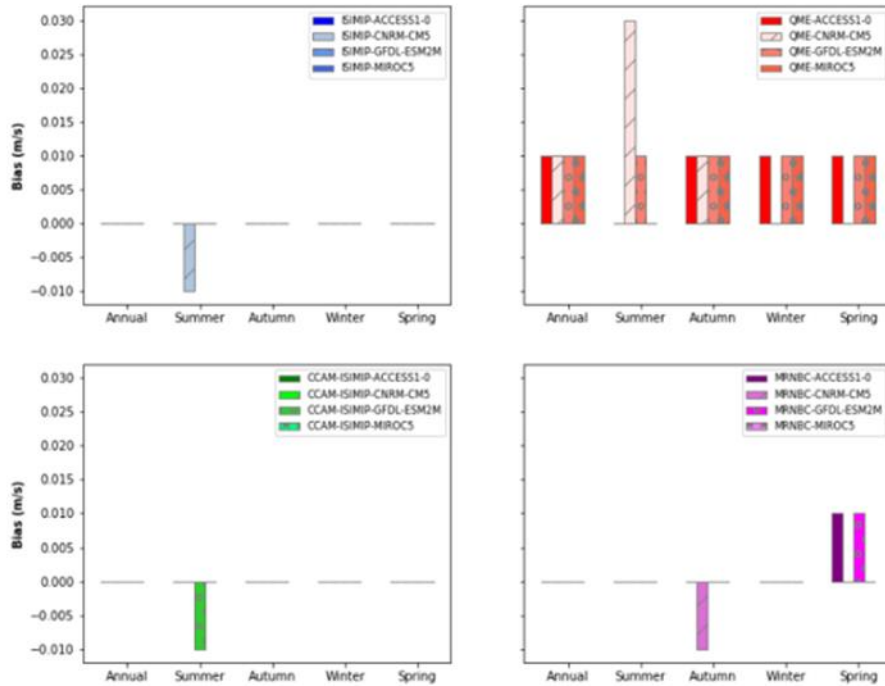 0.030
0.025
0.020
0.015
0.010
0.005
0.000
−0.005
−0.010
Bias (m/s)
ISIMIP-ACCESS1-0
ISIMIP-CNRM-CM5
ISIMIP-GFDL-ESM2M
ISIMIP-MIROC5
Annual Summer Autumn Winter Spring
QME-ACCESS1-0
QME-CNRM-CM5
QME-GFDL-ESM2M
QME-MIROC5
Annual Summer Autumn Winter Spring
0.030
0.025
0.020
0.015
0.010
0.005
0.000
−0.005
−0.010
Bias (m/s)
CCAM-ISIMIP-ACCESS1-0
CCAM-ISIMIP-CNRM-CM5
CCAM-ISIMIP-GFDL-ESM2M
CCAM-ISIMIP-MIROC5
Annual Summer Autumn Winter Spring
MRNBC-ACCESS1-0
MRNBC-CNRM-CM5
MRNBC-GFDL-ESM2M
MRNBC-MIROC5
Annual Summer Autumn Winter Spring